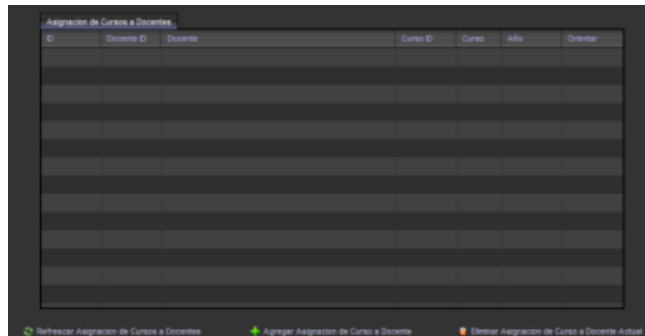 Asignacion de Cursos a Docentes
ID Docente ID Docente Curso ID Curso Año Orientar
Refrescar Asignacion de Cursos a Docentes Agregar Asignacion de Curso a Docente Eliminar Asignacion de Curso a Docente Actual